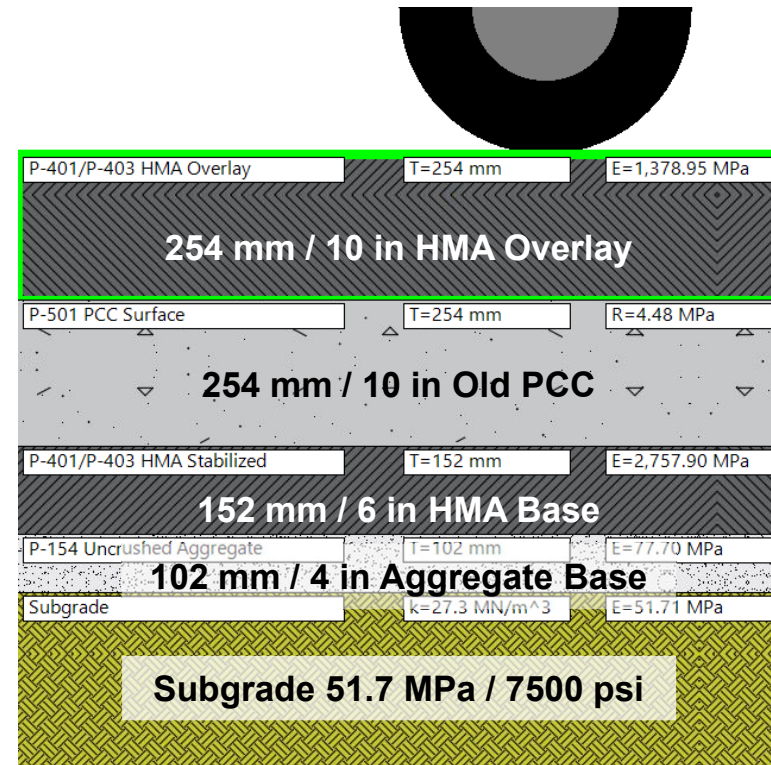 P-401/P-403 HMA Overlay T=254 mm E=1,378.95 MPa
254 mm / 10 in HMA Overlay
P-501 PCC Surface T=254 mm R=4.48 MPa
254 mm / 10 in Old PCC
P-401/P-403 HMA Stabilized T=152 mm E=2,757.90 MPa
152 mm / 6 in HMA Base
P-154 Uncrushed Aggregate T=102 mm E=77.70 MPa
102 mm / 4 in Aggregate Base
Subgrade k=27.3 MN/m^3 E=51.71 MPa
Subgrade 51.7 MPa / 7500 psi